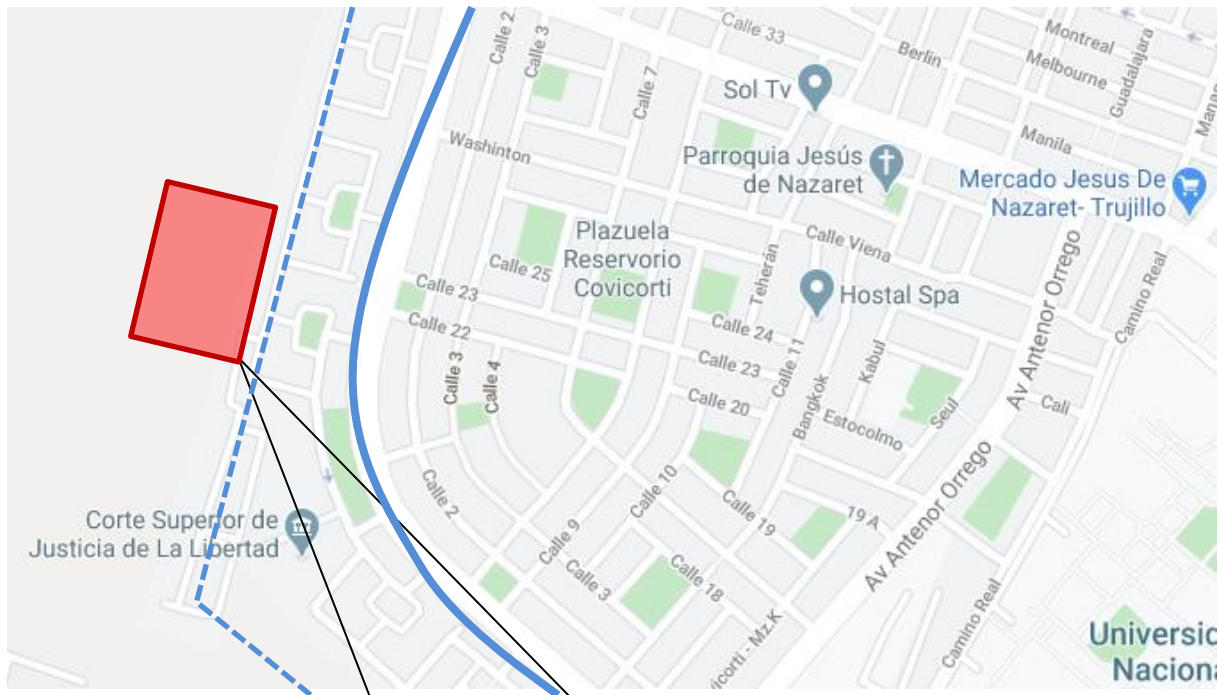 Calle 2
Calle 3
Calle 33
Berlin
Montreal
Melbourne
Guadalajara
Calle 7
Sol Tv
Manila
Washinton
Parroquia Jesús
de Nazaret
Mercado Jesus De
Nazaret- Trujillo
Plazuela
Reservorio
Covicorti
Calle Viena
Teherán
Calle 25
Calle 23
Calle 22
Hostal Spa
Av Antenor Orrego
Camino Real
Calle 24
Calle 23
Calle 11
Kabul
Calle 3
Calle 4
Calle 20
Bangkok
Estocolmo
Seul
Cali
Calle 2
Calle 10
Calle 19
19 A
Av Antenor Orrego
Corte Superior de
Justicia de La Libertad
Calle 9
Calle 3
Calle 18
Camino Real
Mz.K